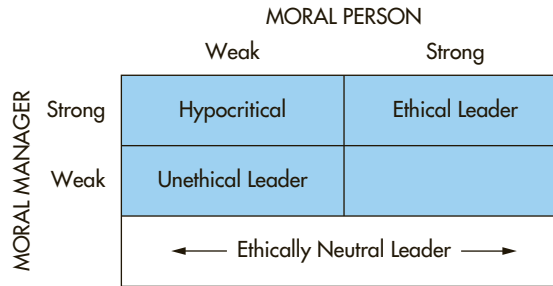 MORAL PERSON
Weak Strong
MORAL MANAGER
Strong Hypocritical Ethical Leader
Weak Unethical Leader
Ethically Neutral Leader